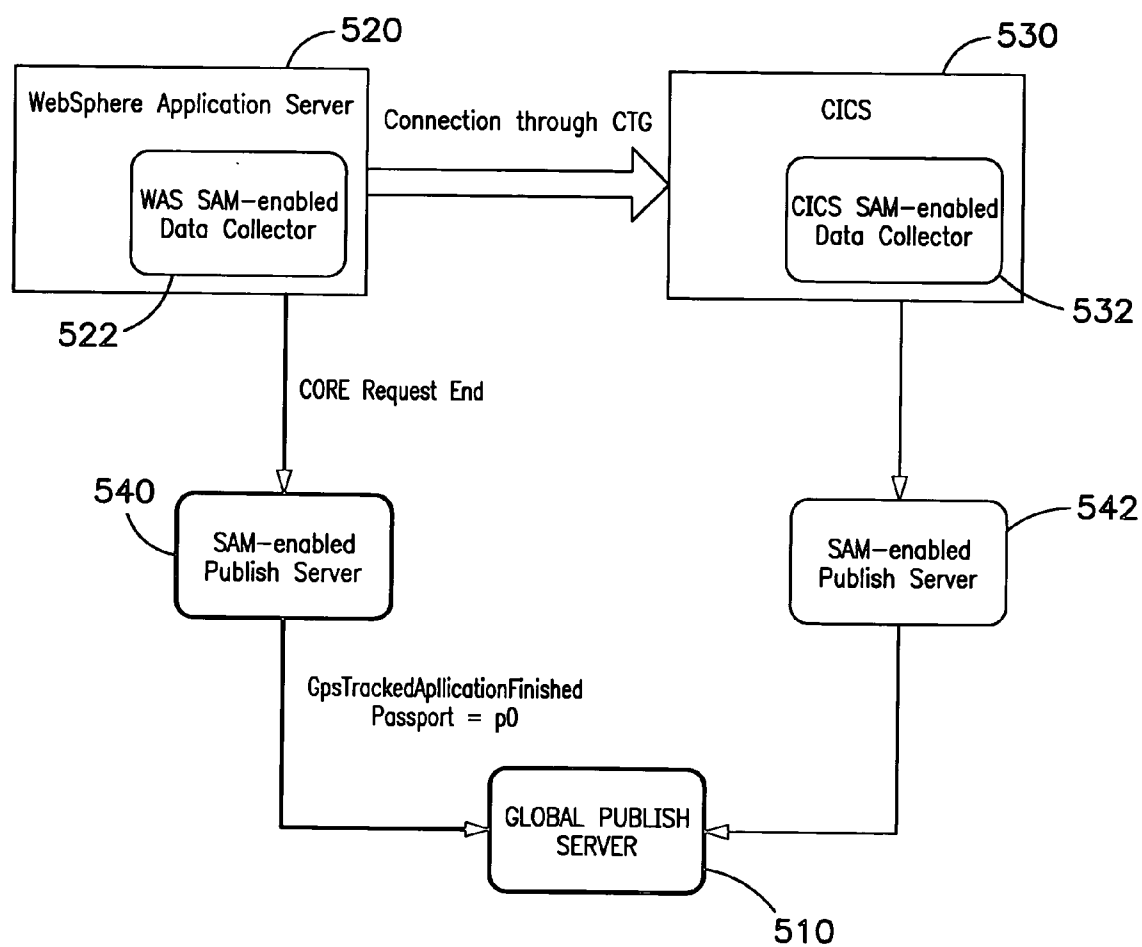 520
530
WebSphere Application Server
Connection through CTG
CICS
WAS SAM-enabled
Data Collector
CICS SAM-enabled
Data Collector
522
532
CORE Request End
540
542
SAM-enabled
Publish Server
SAM-enabled
Publish Server
GpsTrackedApllicationFinished
Passport = p0
GLOBAL PUBLISH
SERVER
510